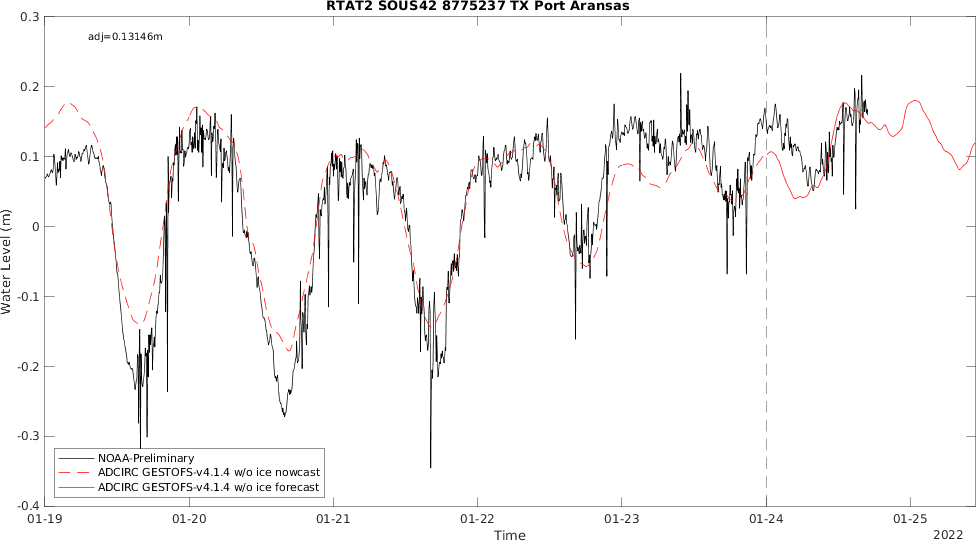 RTAT2 SOUS42 8775237 TX Port Aransas
adj=0.13146m
0.3
0.2
0.1
0
-0.1
-0.2
-0.3
-0.4
Water Level (m)
NOAA-Preliminary
ADCIRC GESTOFS-v4.1.4 w/o ice nowcast
ADCIRC GESTOFS-v4.1.4 w/o ice forecast
01-19 01-20 01-21 01-22 01-23 01-24 01-25
Time
2022